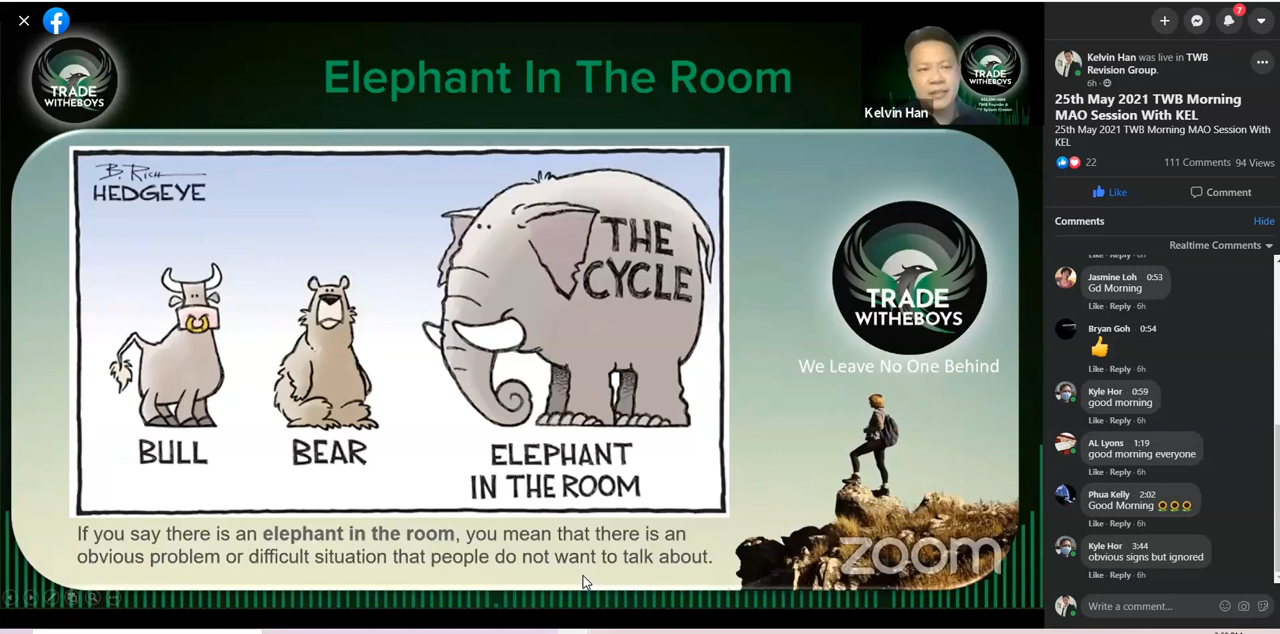 Elephant In The Room
TRADE
WITHEBOYS
TRADE
WITHEBOYS
Kelvin Han
B. RICH
HEDGEYE
THE
CYCLE
BULL
BEAR
ELEPHANT
IN THE ROOM
TRADE
WITHEBOYS
We Leave No One Behind
If you say there is an elephant in the room, you mean that there is an
obvious problem or difficult situation that people do not want to talk about.
zoom
7
Kelvin Han was live in TWB
Revision Group.
6h
25th May 2021 TWB Morning
MAO Session With KEL
25th May 2021 TWB Morning MAO Session With
KEL
22
111 Comments 94 Views
Like
Comment
Comments
Hide
Realtime Comments
Like · Reply · 6h
Jasmine Loh 0:53
Gd Morning
Like · Reply · 6h
Bryan Goh 0:54
👍
Like · Reply · 6h
Kyle Hor 0:59
good morning
Like · Reply · 6h
AL Lyons 1:19
good morning everyone
Like · Reply · 6h
Phua Kelly 2:02
Good Morning 🌻🌻🌻
Like · Reply · 6h
Kyle Hor 3:44
obvious signs but ignored
Like · Reply · 6h
Write a comment...